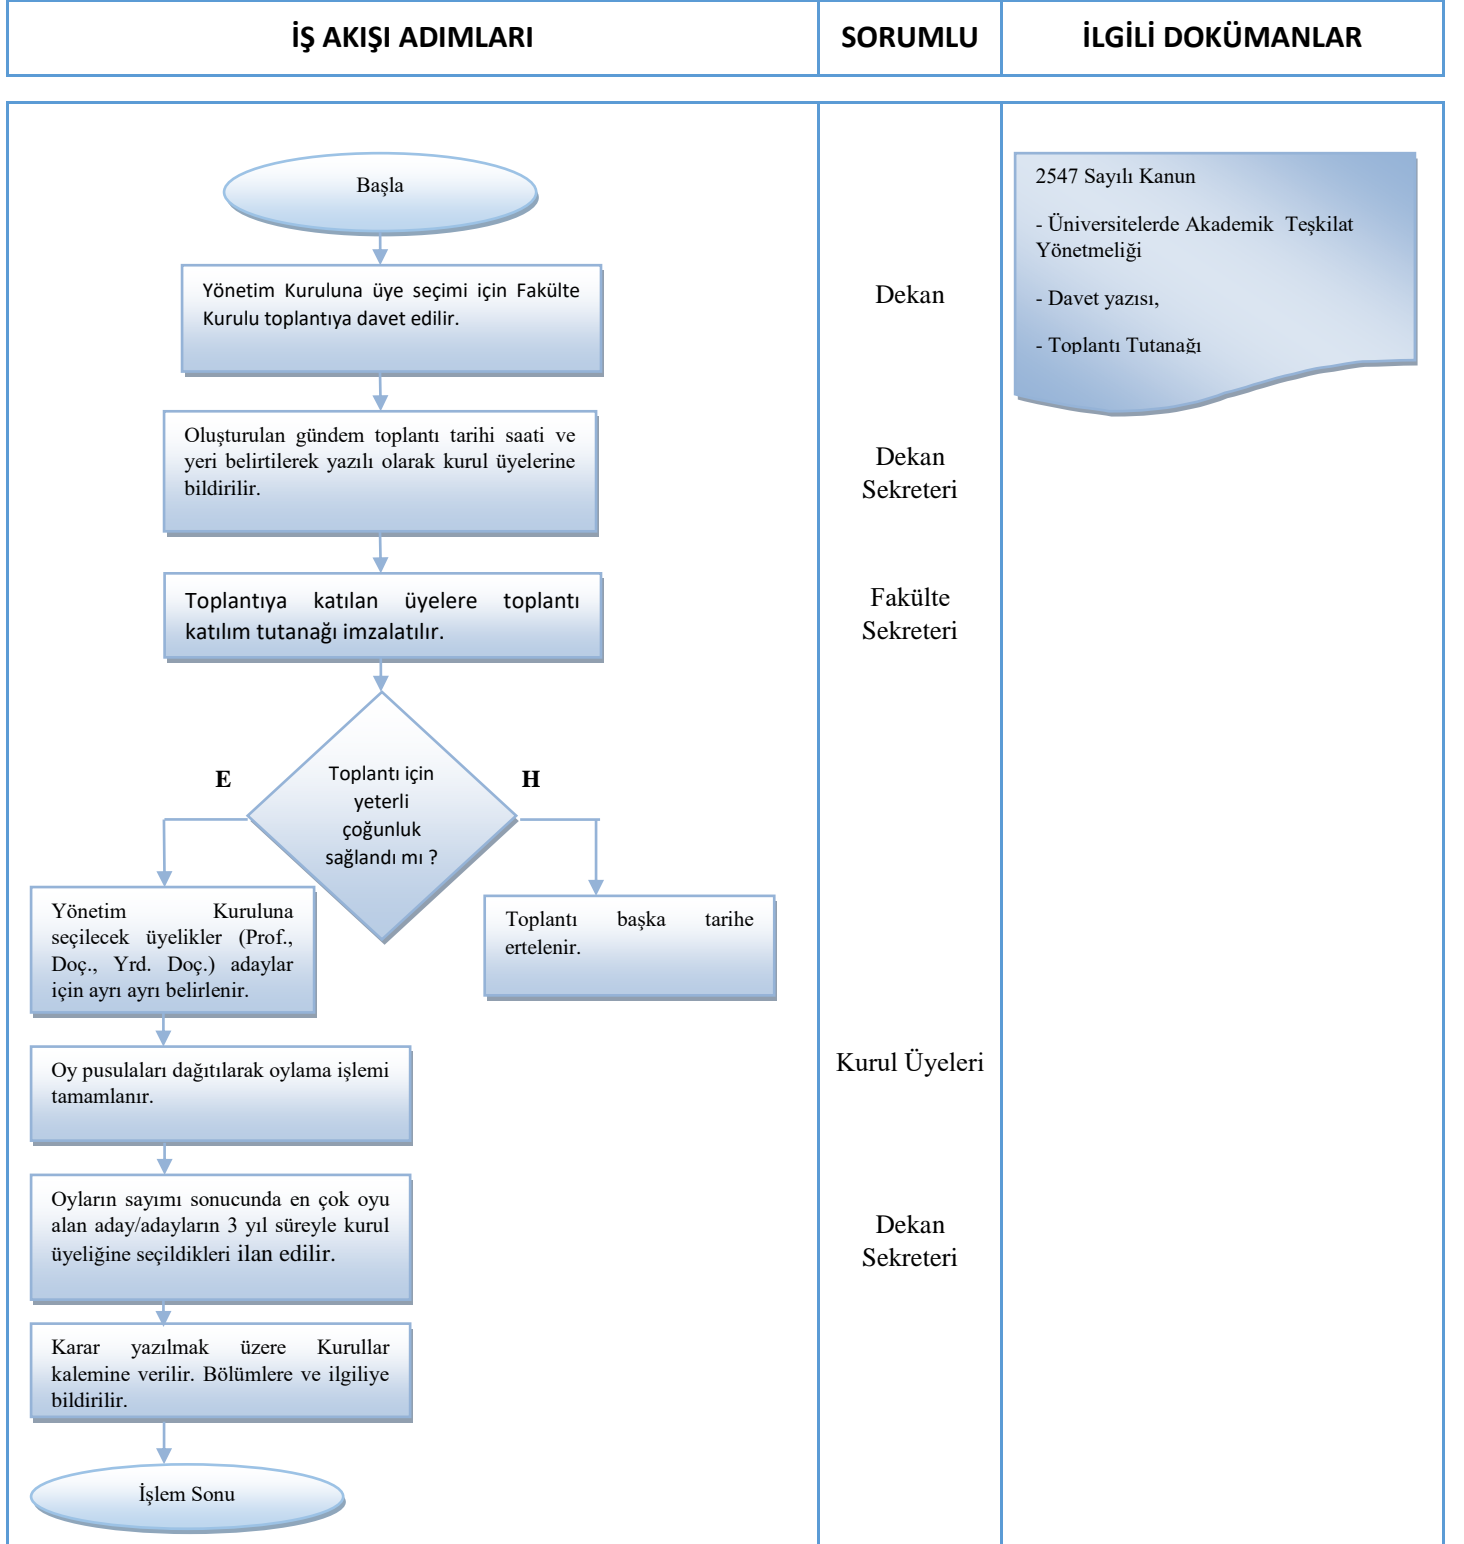 İŞ AKIŞI ADIMLARI
SORUMLU
İLGİLİ DOKÜMANLAR
Başla
Yönetim Kuruluna üye seçimi için Fakülte
Kurulu toplantıya davet edilir.
Dekan
2547 Sayılı Kanun
- Üniversitelerde Akademik Teşkilat
Yönetmeliği
- Davet yazısı,
- Toplantı Tutanağı
Oluşturulan gündem toplantı tarihi saati ve
yeri belirtilerek yazılı olarak kurul üyelerine
bildirilir.
Dekan
Sekreteri
Toplantıya katılan üyelere toplantı
katılım tutanağı imzalatılır.
Fakülte
Sekreteri
E
Toplantı için
yeterli
çoğunluk
sağlandı mı ?
H
Yönetim Kuruluna
seçilecek üyelikler (Prof.,
Doç., Yrd. Doç.) adaylar
için ayrı ayrı belirlenir.
Toplantı başka tarihe
ertelenir.
Oy pusulaları dağıtılarak oylama işlemi
tamamlanır.
Kurul Üyeleri
Oyların sayımı sonucunda en çok oyu
alan aday/adayların 3 yıl süreyle kurul
üyeliğine seçildikleri ilan edilir.
Dekan
Sekreteri
Karar yazılmak üzere Kurullar
kalemine verilir. Bölümlere ve ilgiliye
bildirilir.
İşlem Sonu